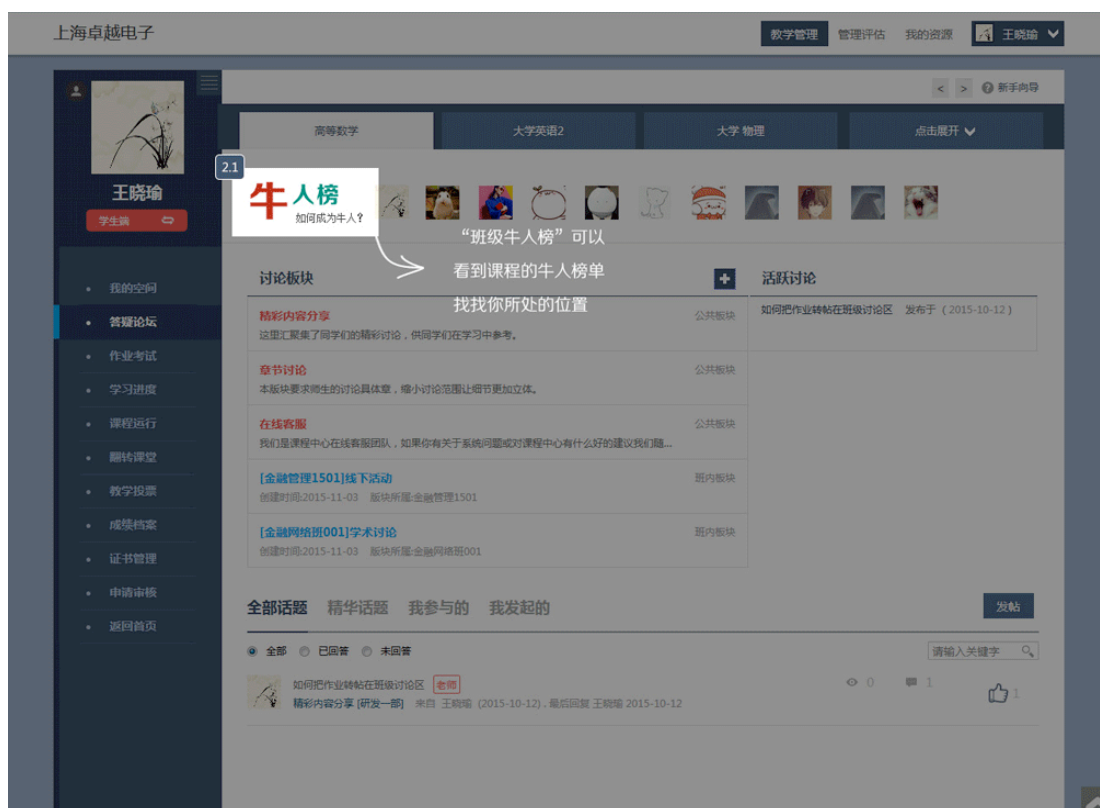 上海卓越电子
教学管理 管理评估 我的资源 王晓瑜
< > 新手向导
高等数学 大学英语2 大学 物理 点击展开
2.1
牛人榜
如何成为牛人?
王晓瑜
学生端
“班级牛人榜”可以
看到课程的牛人榜单
找找你所处的位置
我的空间
答疑论坛
作业考试
学习进度
课程运行
翻转课堂
教学投票
成绩档案
证书管理
申请审核
返回首页
讨论板块
精彩内容分享 公共板块
这里汇聚集了同学们的精彩讨论，供同学们在学习中参考。
章节讨论 公共板块
本版块要求师生的讨论具体章，缩小讨论范围让细节更加立体。
在线客服 公共板块
我们是课程中心在线客服团队，如果你有关于系统问题或对课程中心有什么好的建议我们随...
[金融管理1501]线下活动 班内板块
创建时间:2015-11-03 版块所属:金融管理1501
[金融网络班001]学术讨论 班内板块
创建时间:2015-11-03 版块所属:金融网络班001
活跃讨论
如何把作业转帖在班级讨论区 发布于 ( 2015-10-12 )
全部话题 精华话题 我参与的 我发起的 发帖
全部 已回答 未回答 请输入关键字
如何把作业转帖在班级讨论区 老师 0 1
精彩内容分享 [研发一部] 来自 王晓瑜 (2015-10-12) , 最后回复 王晓瑜 2015-10-12 1